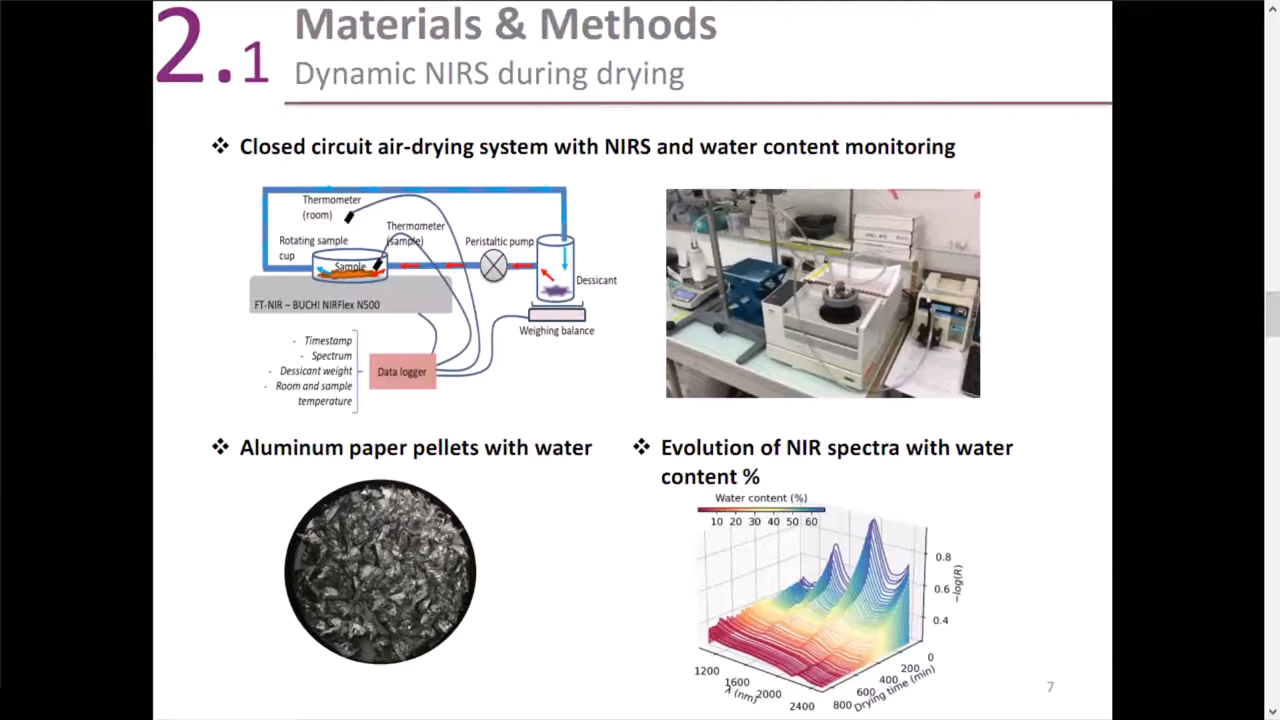 2.1
Materials & Methods
Dynamic NIRS during drying
❖ Closed circuit air-drying system with NIRS and water content monitoring
Thermometer
(room)
Thermometer
(sample)
Rotating sample
cup
Peristaltic pump
Sample
Dessicant
FT-NIR – BUCHI NIRFlex N500
Weighing balance
- Timestamp
- Spectrum
- Dessicant weight
- Room and sample
temperature
Data logger
❖ Aluminum paper pellets with water
❖ Evolution of NIR spectra with water
content %
Water content (%)
10 20 30 40 50 60
0.8
0.6
0.4
−log(R)
1200
1600
2000
2400
λ (nm)
0
200
400
600
800
Drying time (min)
7